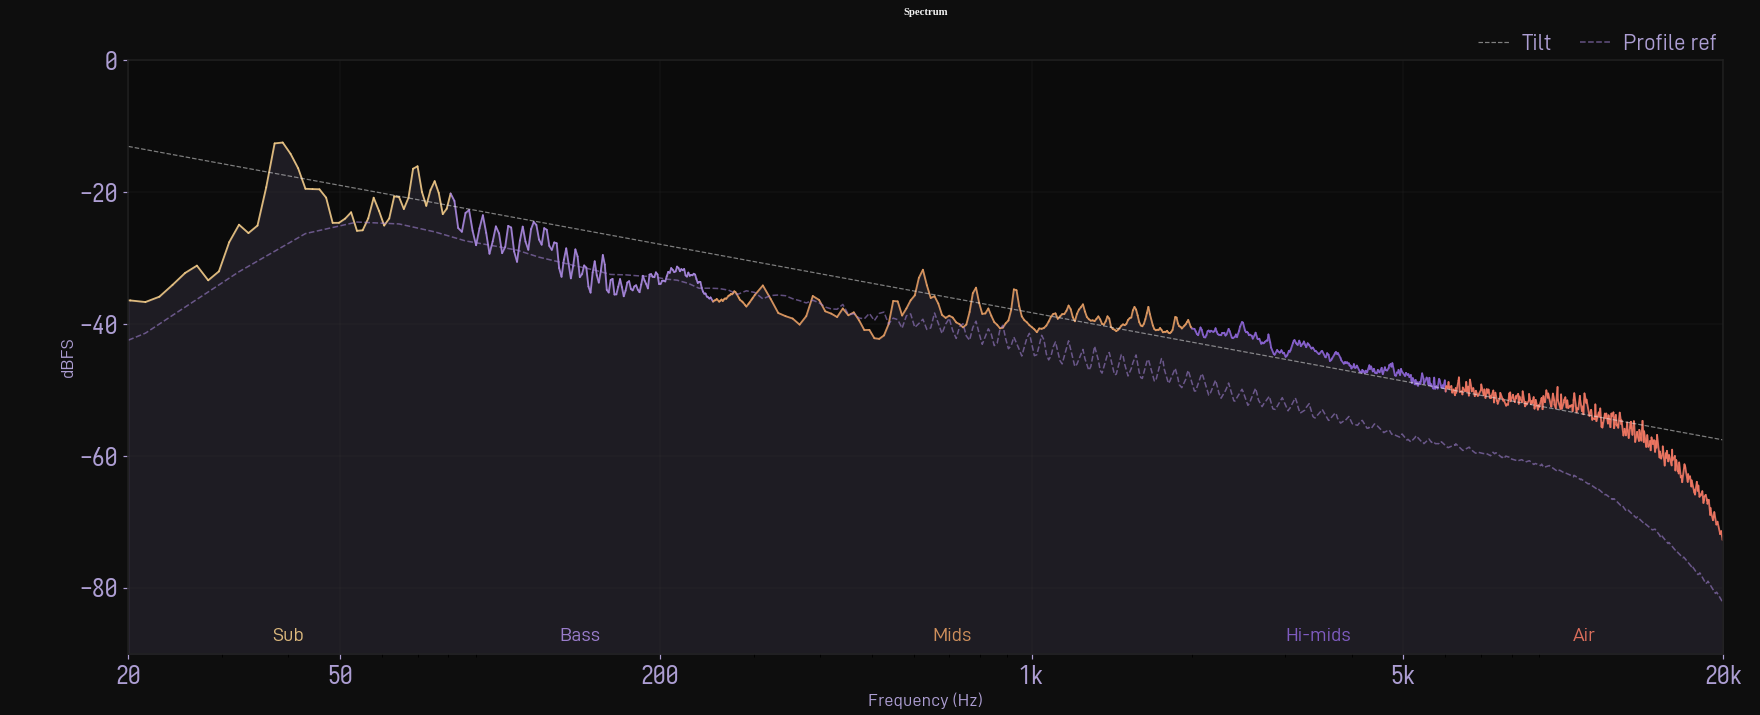 Spectrum
Tilt Profile ref
0
−20
−40
−60
−80
dBFS
Sub Bass Mids Hi-mids Air
20 50 200 1k 5k 20k
Frequency (Hz)